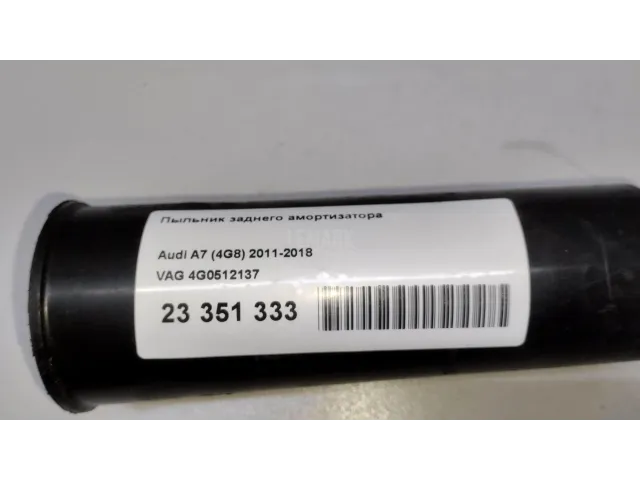 Пыльник заднего амортизатора
Audi A7 (4G8) 2011-2018
VAG 4G0512137
23 351 333